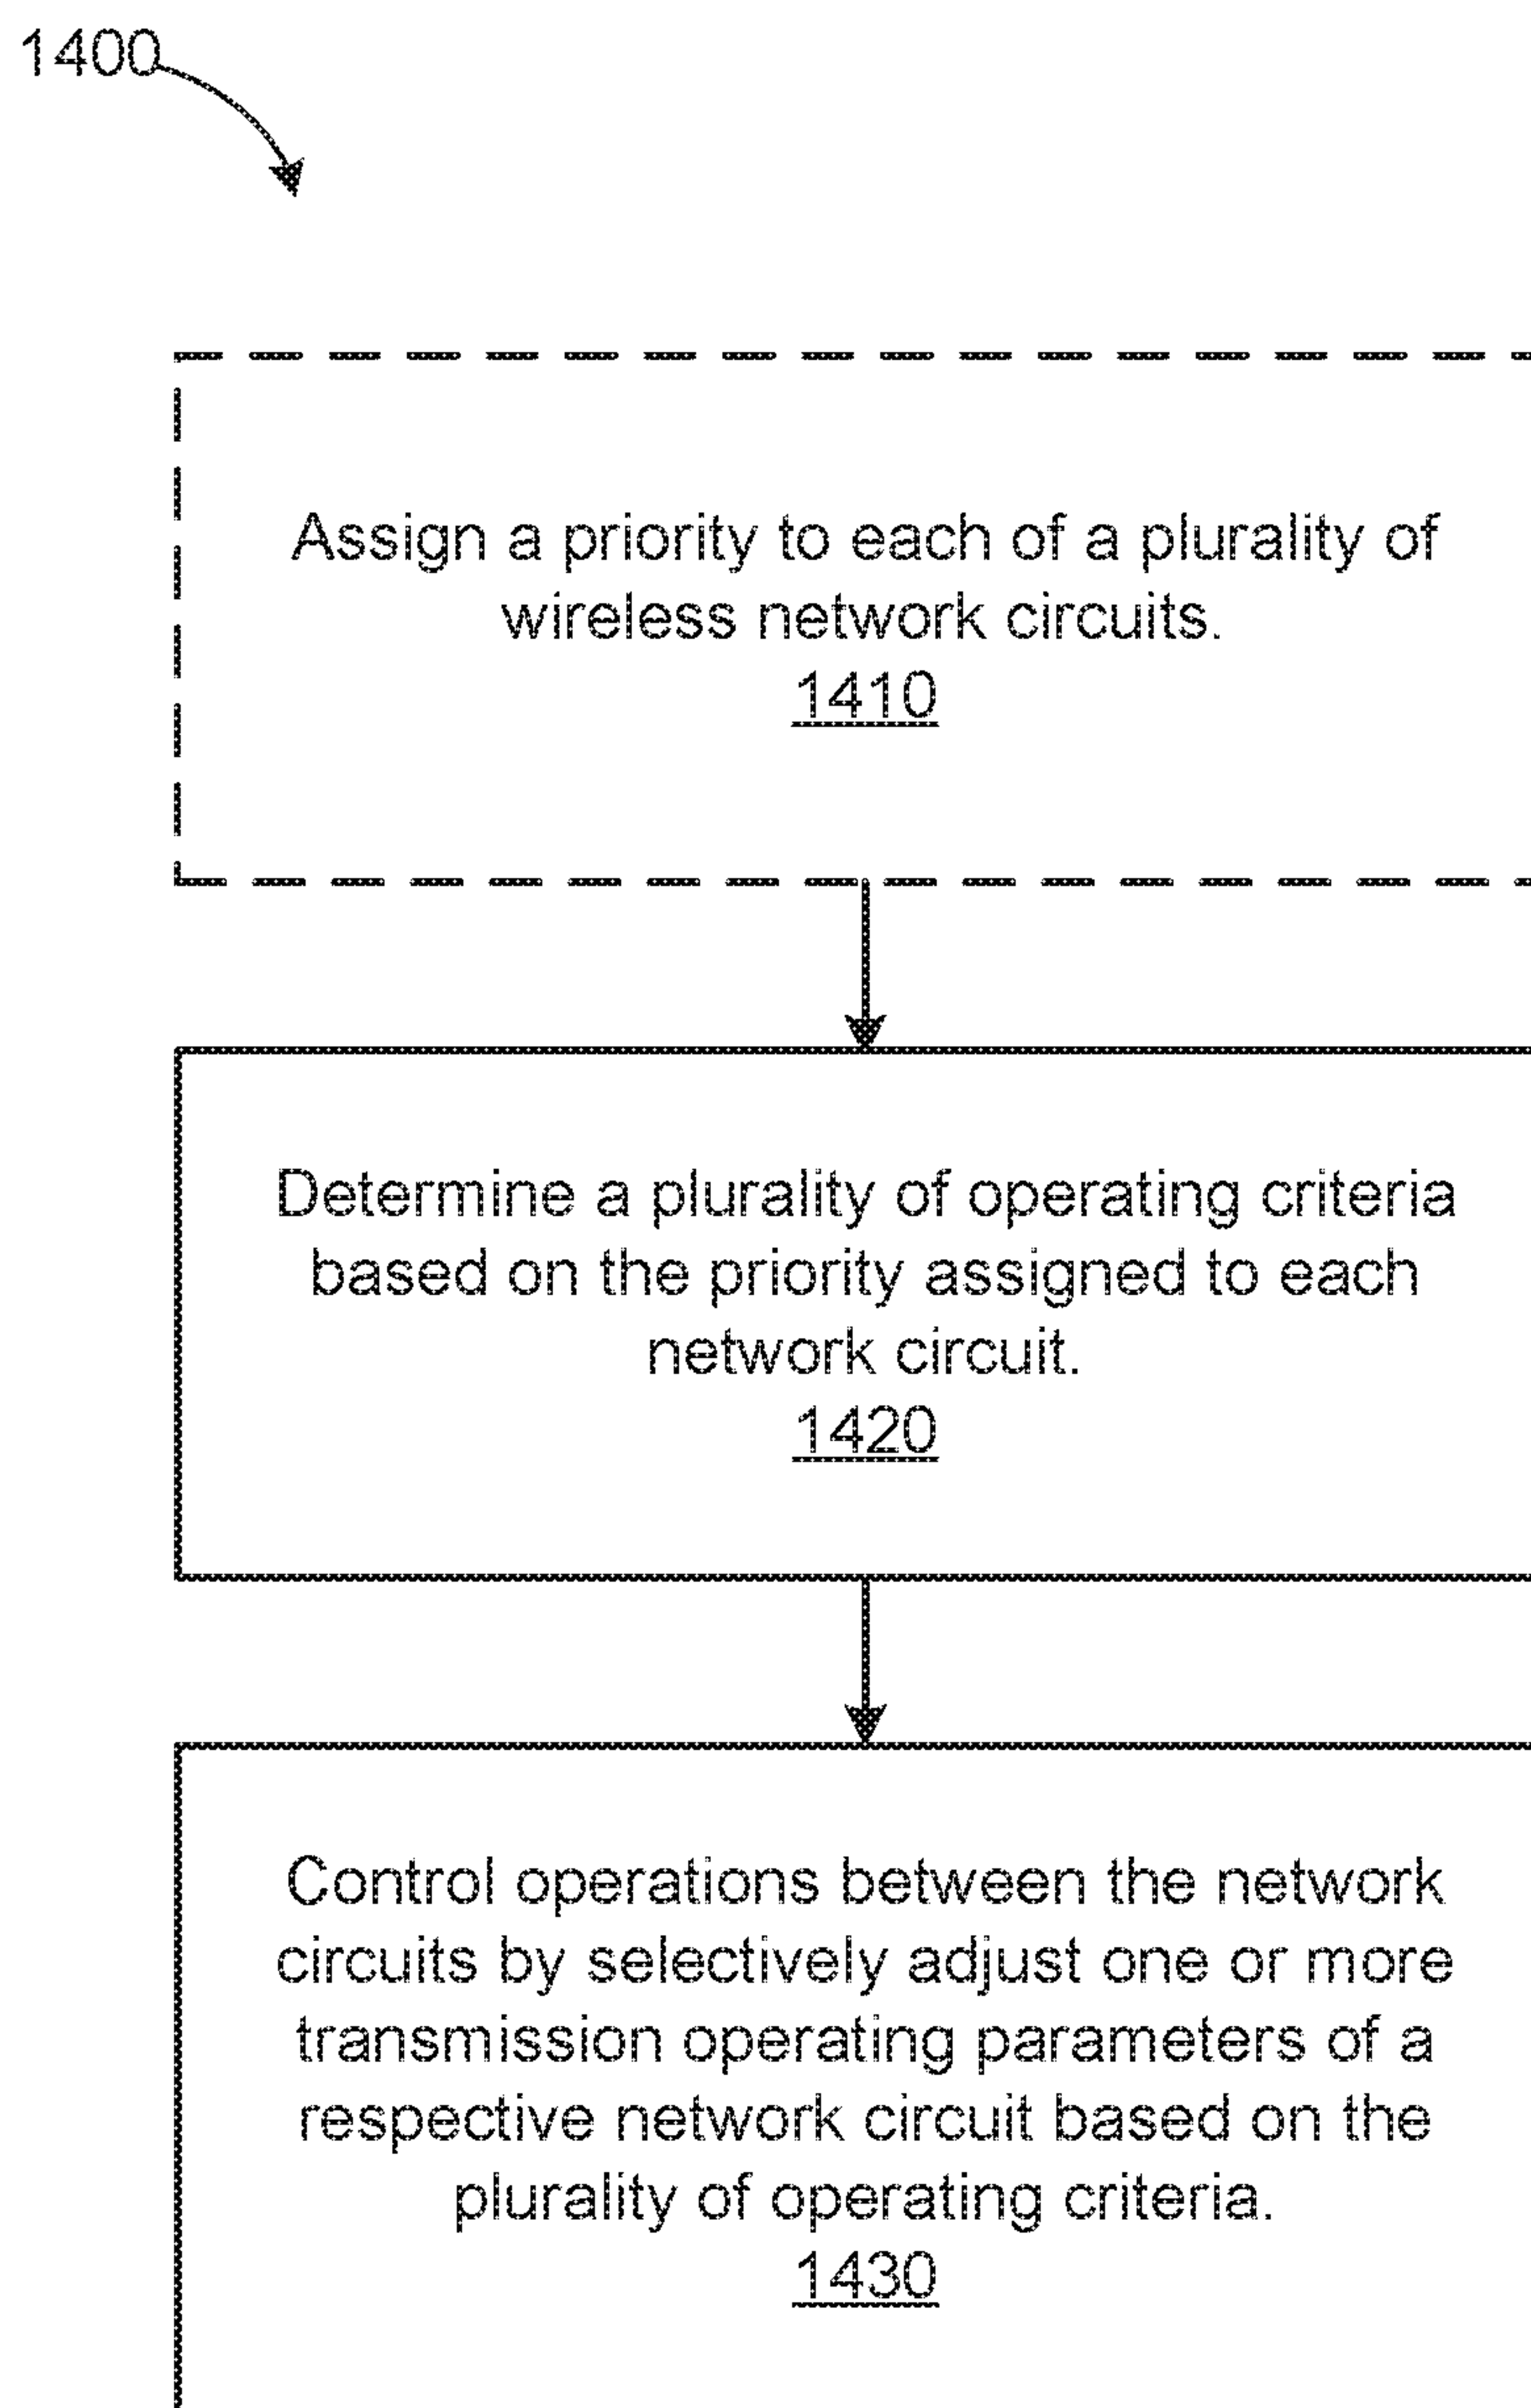 1400
Assign a priority to each of a plurality of
wireless network circuits.
1410
Determine a plurality of operating criteria
based on the priority assigned to each
network circuit.
1420
Control operations between the network
circuits by selectively adjust one or more
transmission operating parameters of a
respective network circuit based on the
plurality of operating criteria.
1430